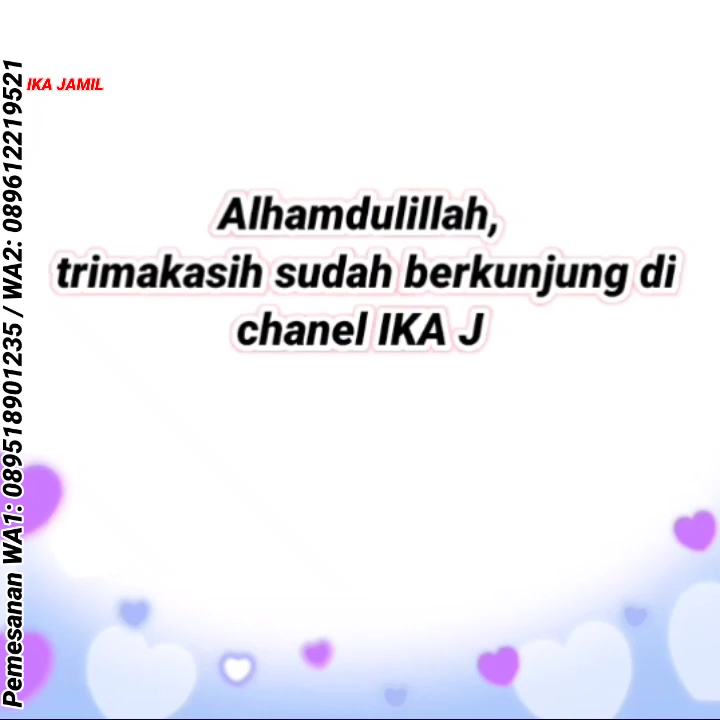 IKA JAMIL
Alhamdulillah,
trimakasih sudah berkunjung di
chanel IKA J
Pemesanan WA1: 089518901235 / WA2: 089612219521